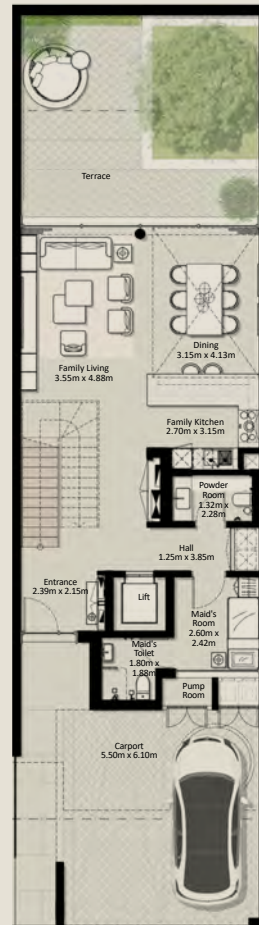 Terrace
Dining
3.15m x 4.13m
Family Living
3.55m x 4.88m
Family Kitchen
2.70m x 3.15m
Powder
Room
1.32m x
2.28m
Hall
1.25m x 3.85m
Entrance
2.39m x 2.15m
Lift
Maid's
Room
2.60m x
2.42m
Maid's
Toilet
1.80m x
1.88m
Pump
Room
Carport
5.50m x 6.10m